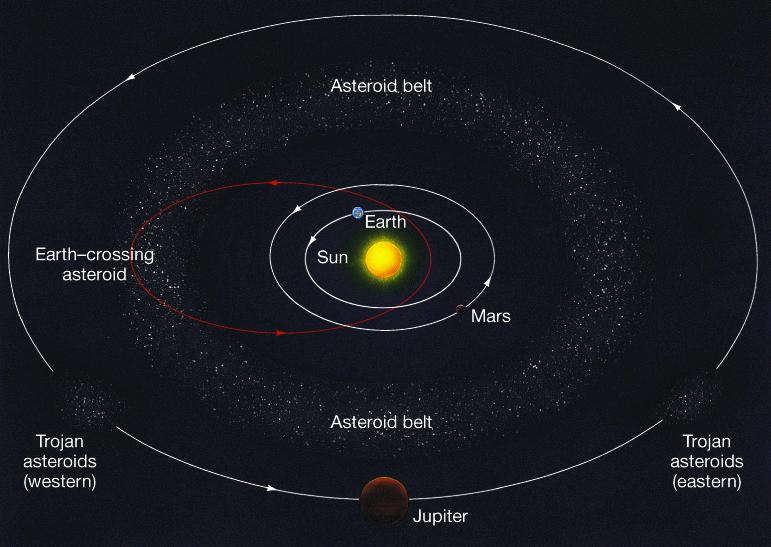 Asteroid belt
Earth
Sun
Earth–crossing
asteroid
Mars
Asteroid belt
Trojan
asteroids
(western)
Trojan
asteroids
(eastern)
Jupiter